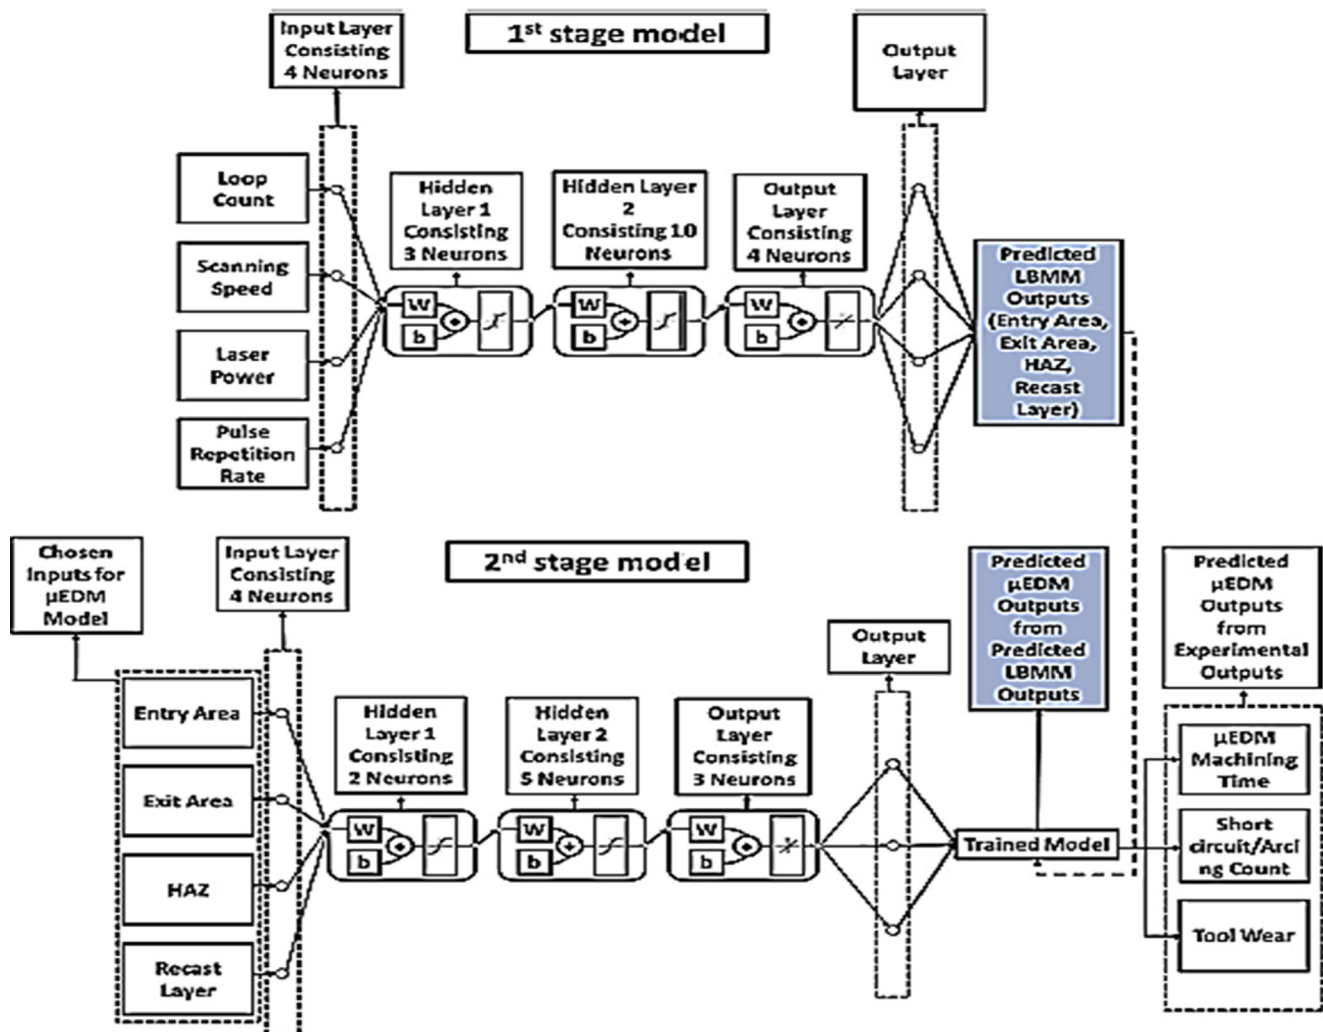 Input Layer
Consisting
4 Neurons
1st stage model
Output
Layer
Loop
Count
Scanning
Speed
Laser
Power
Pulse
Repetition
Rate
Hidden
Layer 1
Consisting
3 Neurons
Hidden Layer
2
Consisting 10
Neurons
Output
Layer
Consisting
4 Neurons
W
b
+
W
b
+
W
b
+
Predicted
LBMM
Outputs
(Entry Area,
Exit Area,
HAZ,
Recast
Layer)
Chosen
Inputs for
µEDM
Model
Input Layer
Consisting
4 Neurons
2nd stage model
Entry Area
Exit Area
HAZ
Recast
Layer
Hidden
Layer 1
Consisting
2 Neurons
Hidden
Layer 2
Consisting
5 Neurons
Output
Layer
Consisting
3 Neurons
W
b
+
W
b
+
W
b
+
Output
Layer
Predicted
µEDM
Outputs
from
Predicted
LBMM
Outputs
Trained Model
Predicted
µEDM
Outputs
from
Experimental
Outputs
µEDM
Machining
Time
Short
circuit/Arci
ng Count
Tool Wear